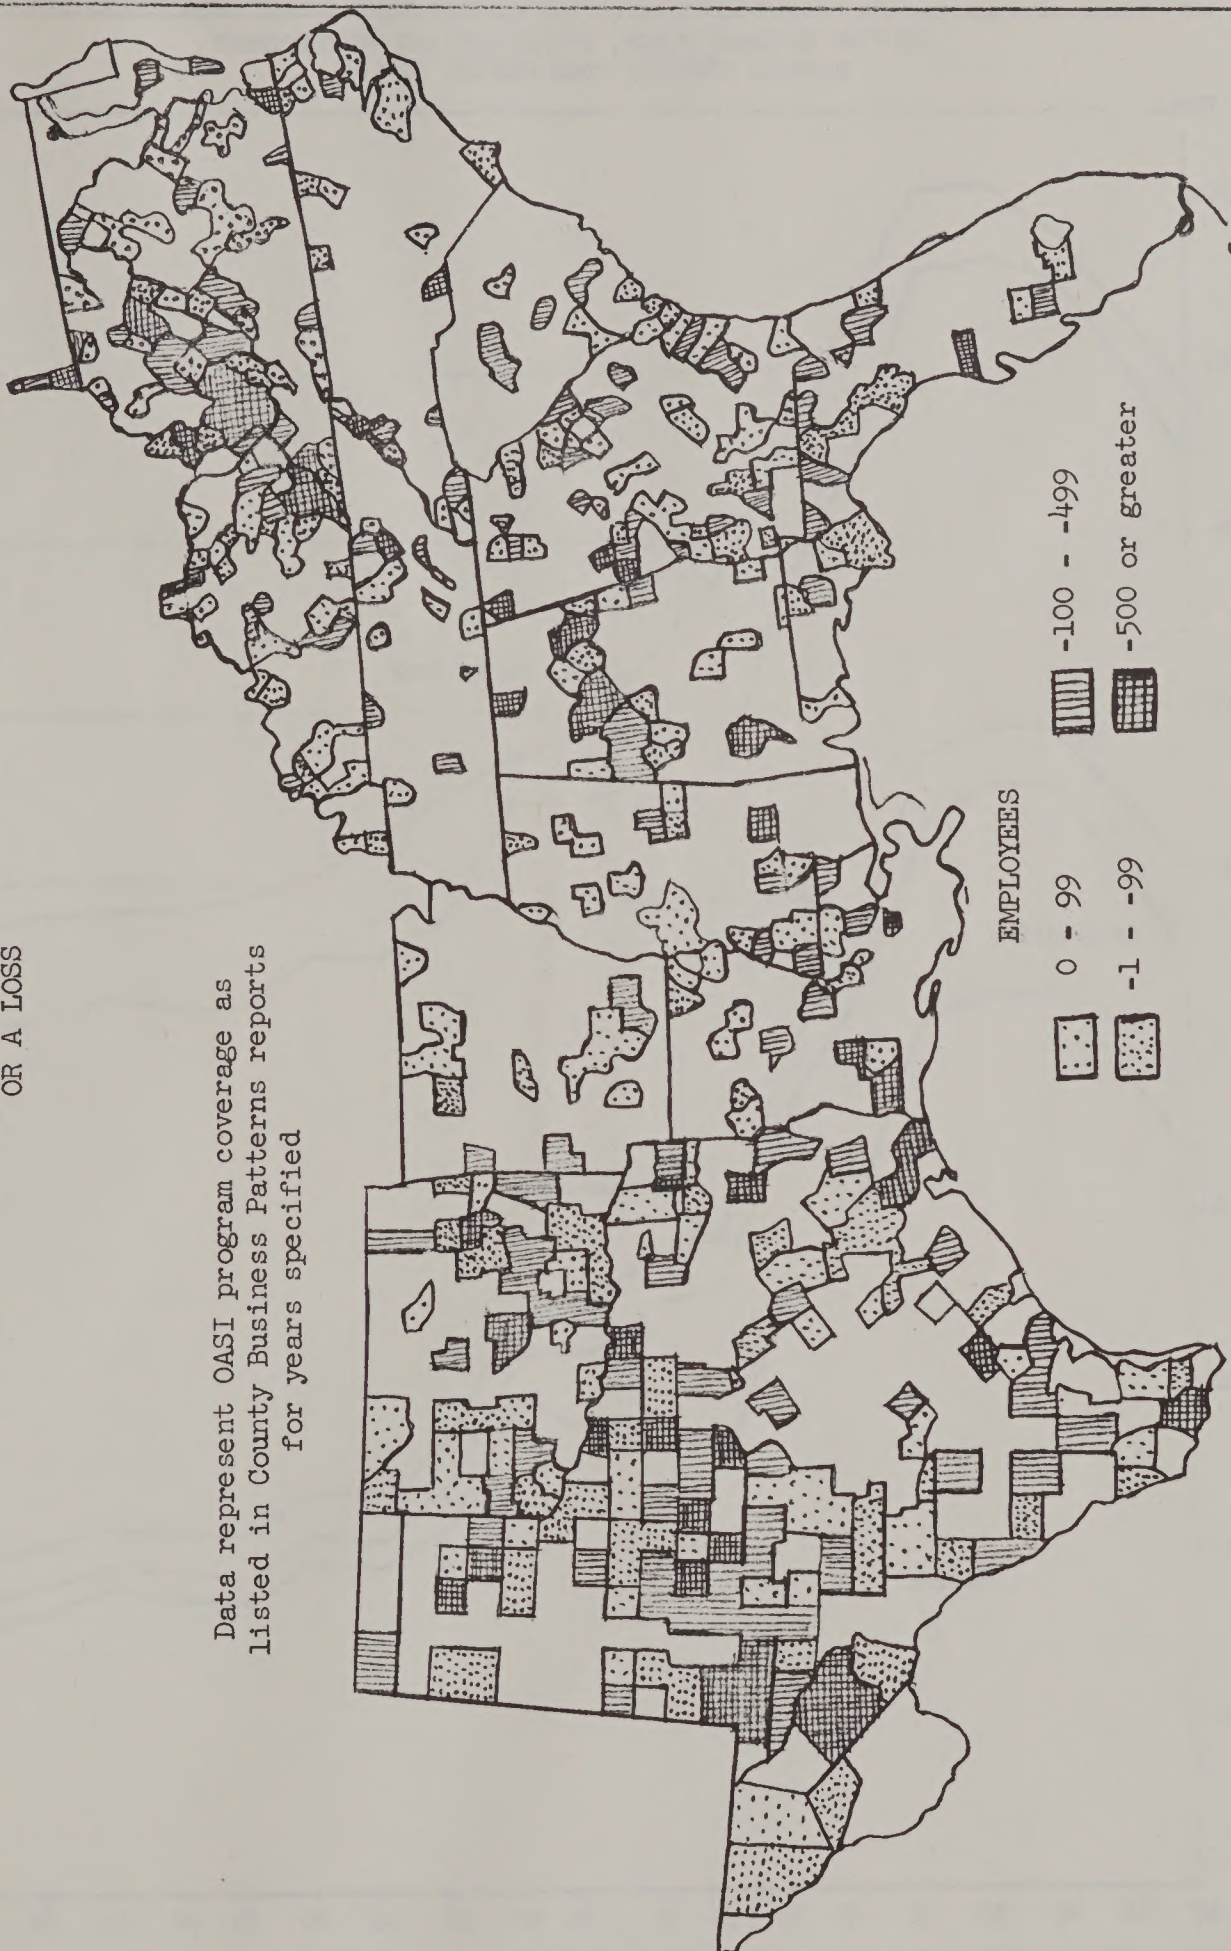 OR A LOSS
Data represent OASI program coverage as
listed in County Business Patterns reports
for years specified
EMPLOYEES
0 - 99
-1 - -99
-100 - -499
-500 or greater